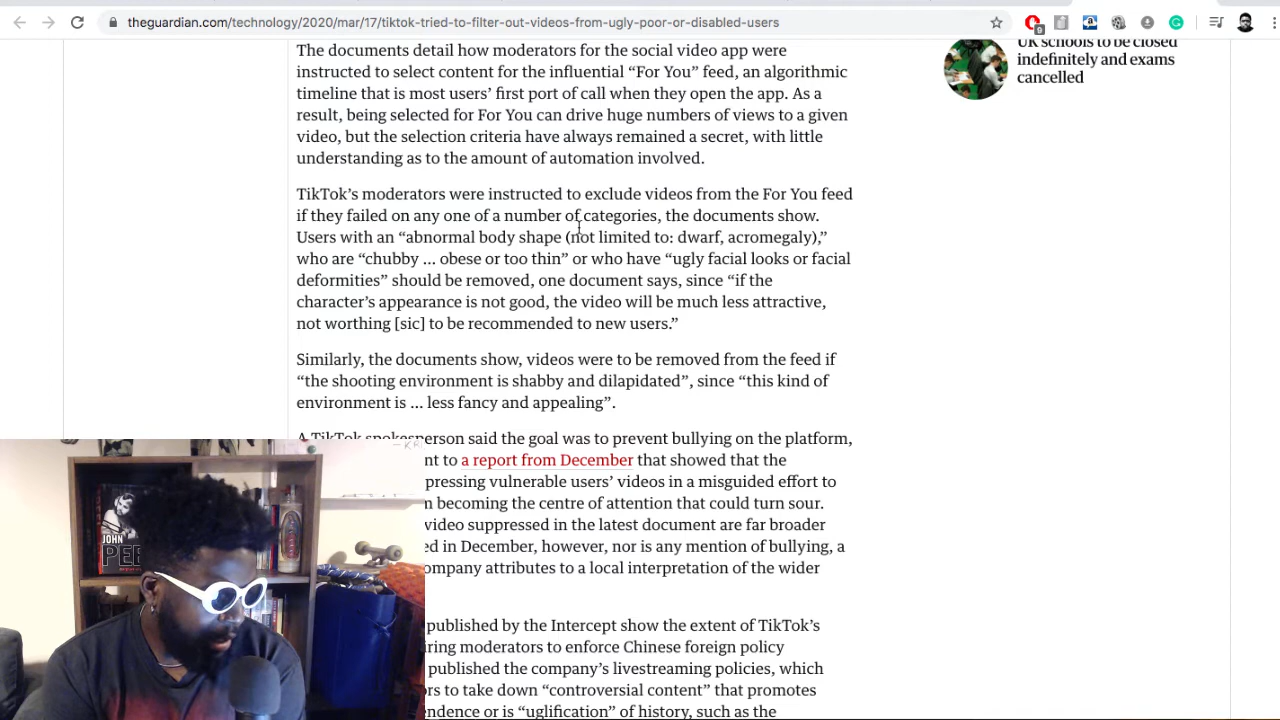 theguardian.com/technology/2020/mar/17/tiktok-tried-to-filter-out-videos-from-ugly-poor-or-disabled-users
9
The documents detail how moderators for the social video app were
instructed to select content for the influential “For You” feed, an algorithmic
timeline that is most users’ first port of call when they open the app. As a
result, being selected for For You can drive huge numbers of views to a given
video, but the selection criteria have always remained a secret, with little
understanding as to the amount of automation involved.
UK schools to be closed
indefinitely and exams
cancelled
TikTok’s moderators were instructed to exclude videos from the For You feed
if they failed on any one of a number of categories, the documents show.
Users with an “abnormal body shape (not limited to: dwarf, acromegaly),”
who are “chubby ... obese or too thin” or who have “ugly facial looks or facial
deformities” should be removed, one document says, since “if the
character’s appearance is not good, the video will be much less attractive,
not worthing [sic] to be recommended to new users.”
Similarly, the documents show, videos were to be removed from the feed if
“the shooting environment is shabby and dilapidated”, since “this kind of
environment is ... less fancy and appealing”.
A TikTok spokesperson said the goal was to prevent bullying on the platform,
nt to a report from December that showed that the
pressing vulnerable users’ videos in a misguided effort to
n becoming the centre of attention that could turn sour.
video suppressed in the latest document are far broader
ed in December, however, nor is any mention of bullying, a
ompany attributes to a local interpretation of the wider
published by the Intercept show the extent of TikTok’s
iring moderators to enforce Chinese foreign policy
published the company’s livestreaming policies, which
ors to take down “controversial content” that promotes
endence or is “uglification” of history, such as the
JOHN
PEE